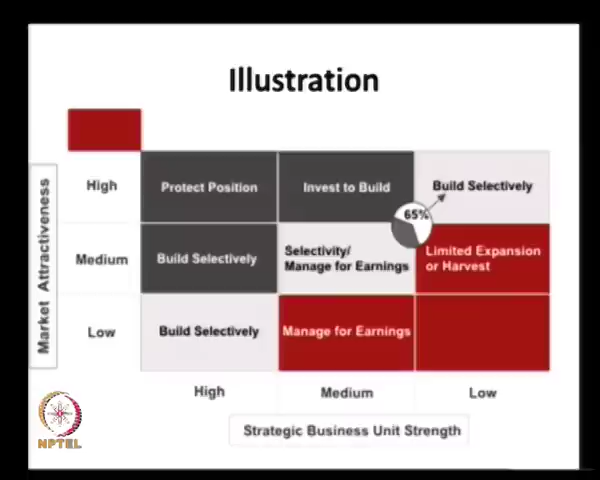 Illustration
High
Protect Position
Invest to Build
Build Selectively
65%
Medium
Build Selectively
Selectivity/
Manage for Earnings
Limited Expansion
or Harvest
Low
Build Selectively
Manage for Earnings
High
Medium
Low
Market Attractiveness
Strategic Business Unit Strength
NPTEL